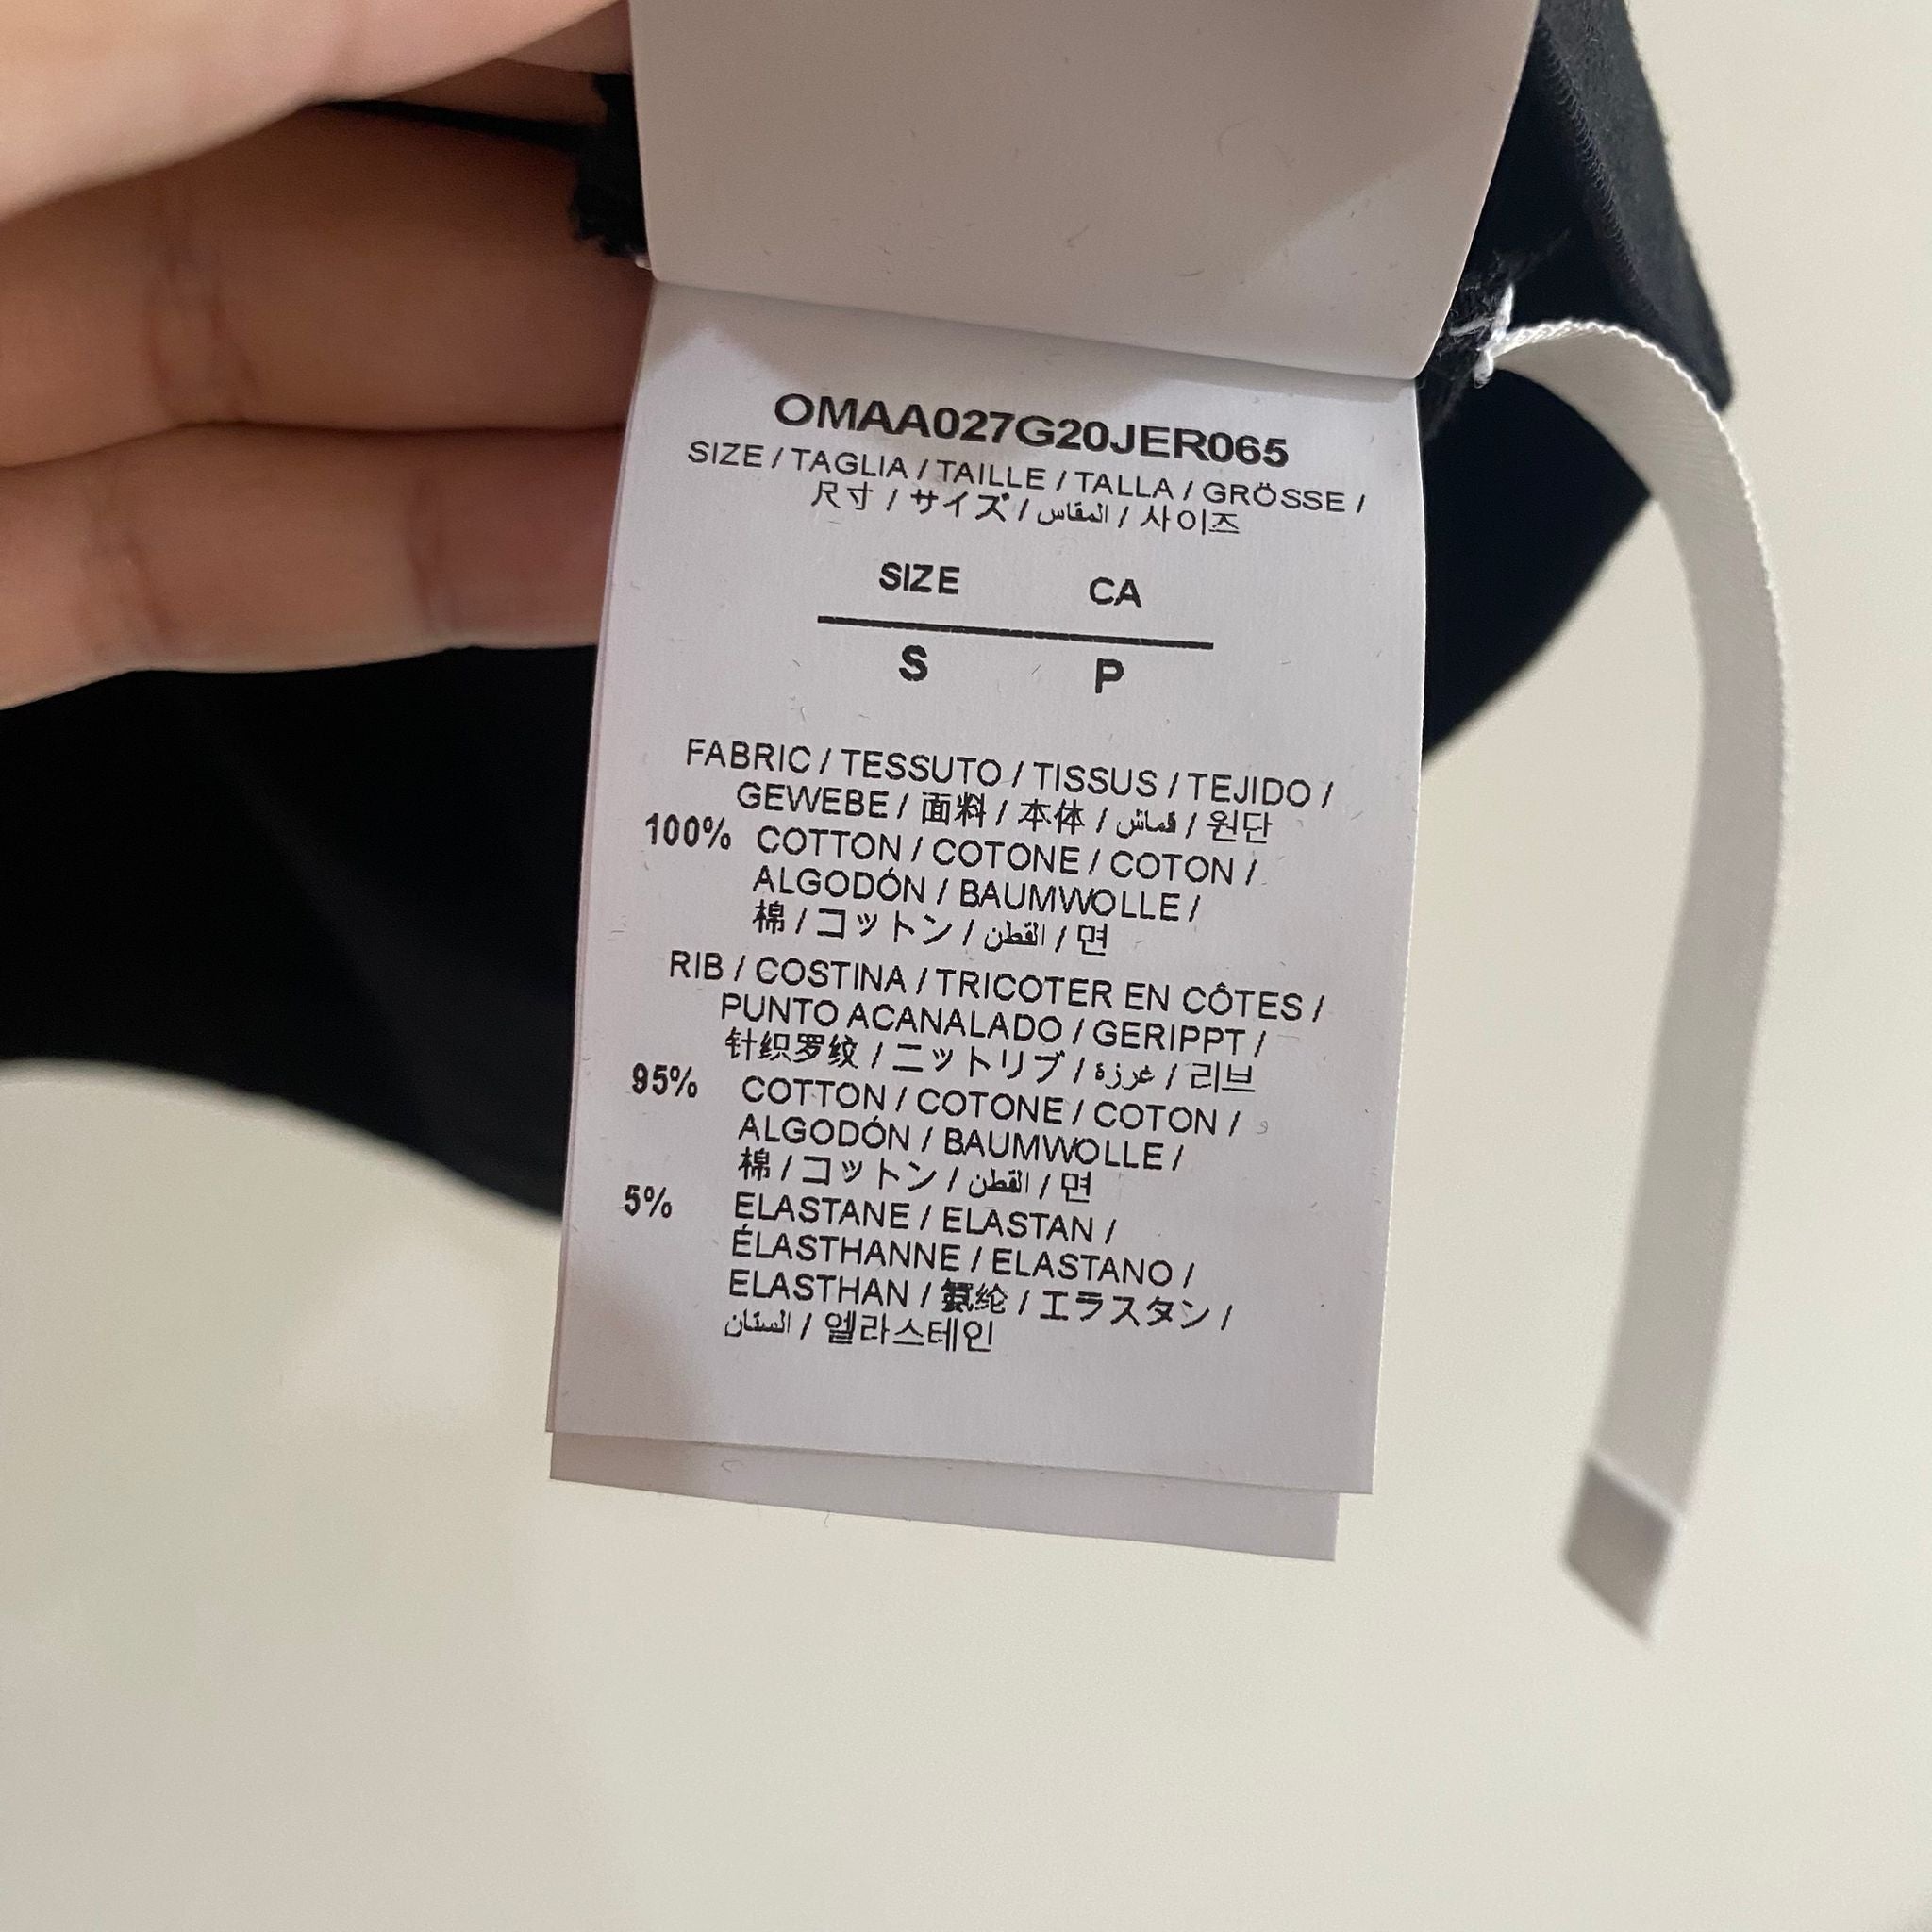 OMAA027G20JER065
SIZE / TAGLIA / TAILLE / TALLA / GRÖSSE /
尺寸 / サイズ / المقاس / 사이즈
SIZE CA
S P
FABRIC / TESSUTO / TISSUS / TEJIDO /
GEWEBE / 面料 / 本体 / قماش / 원단
100% COTTON / COTONE / COTON /
ALGODÓN / BAUMWOLLE /
棉 / コットン / القطن / 면
RIB / COSTINA / TRICOTER EN CÔTES /
PUNTO ACANALADO / GERIPPT /
针织罗纹 / ニットリブ / غرزة / 리브
95% COTTON / COTONE / COTON /
ALGODÓN / BAUMWOLLE /
棉 / コットン / القطن / 면
5% ELASTANE / ELASTAN /
ÉLASTHANNE / ELASTANO /
ELASTHAN / 氨纶 / エラスタン /
السنان / 엘라스테인